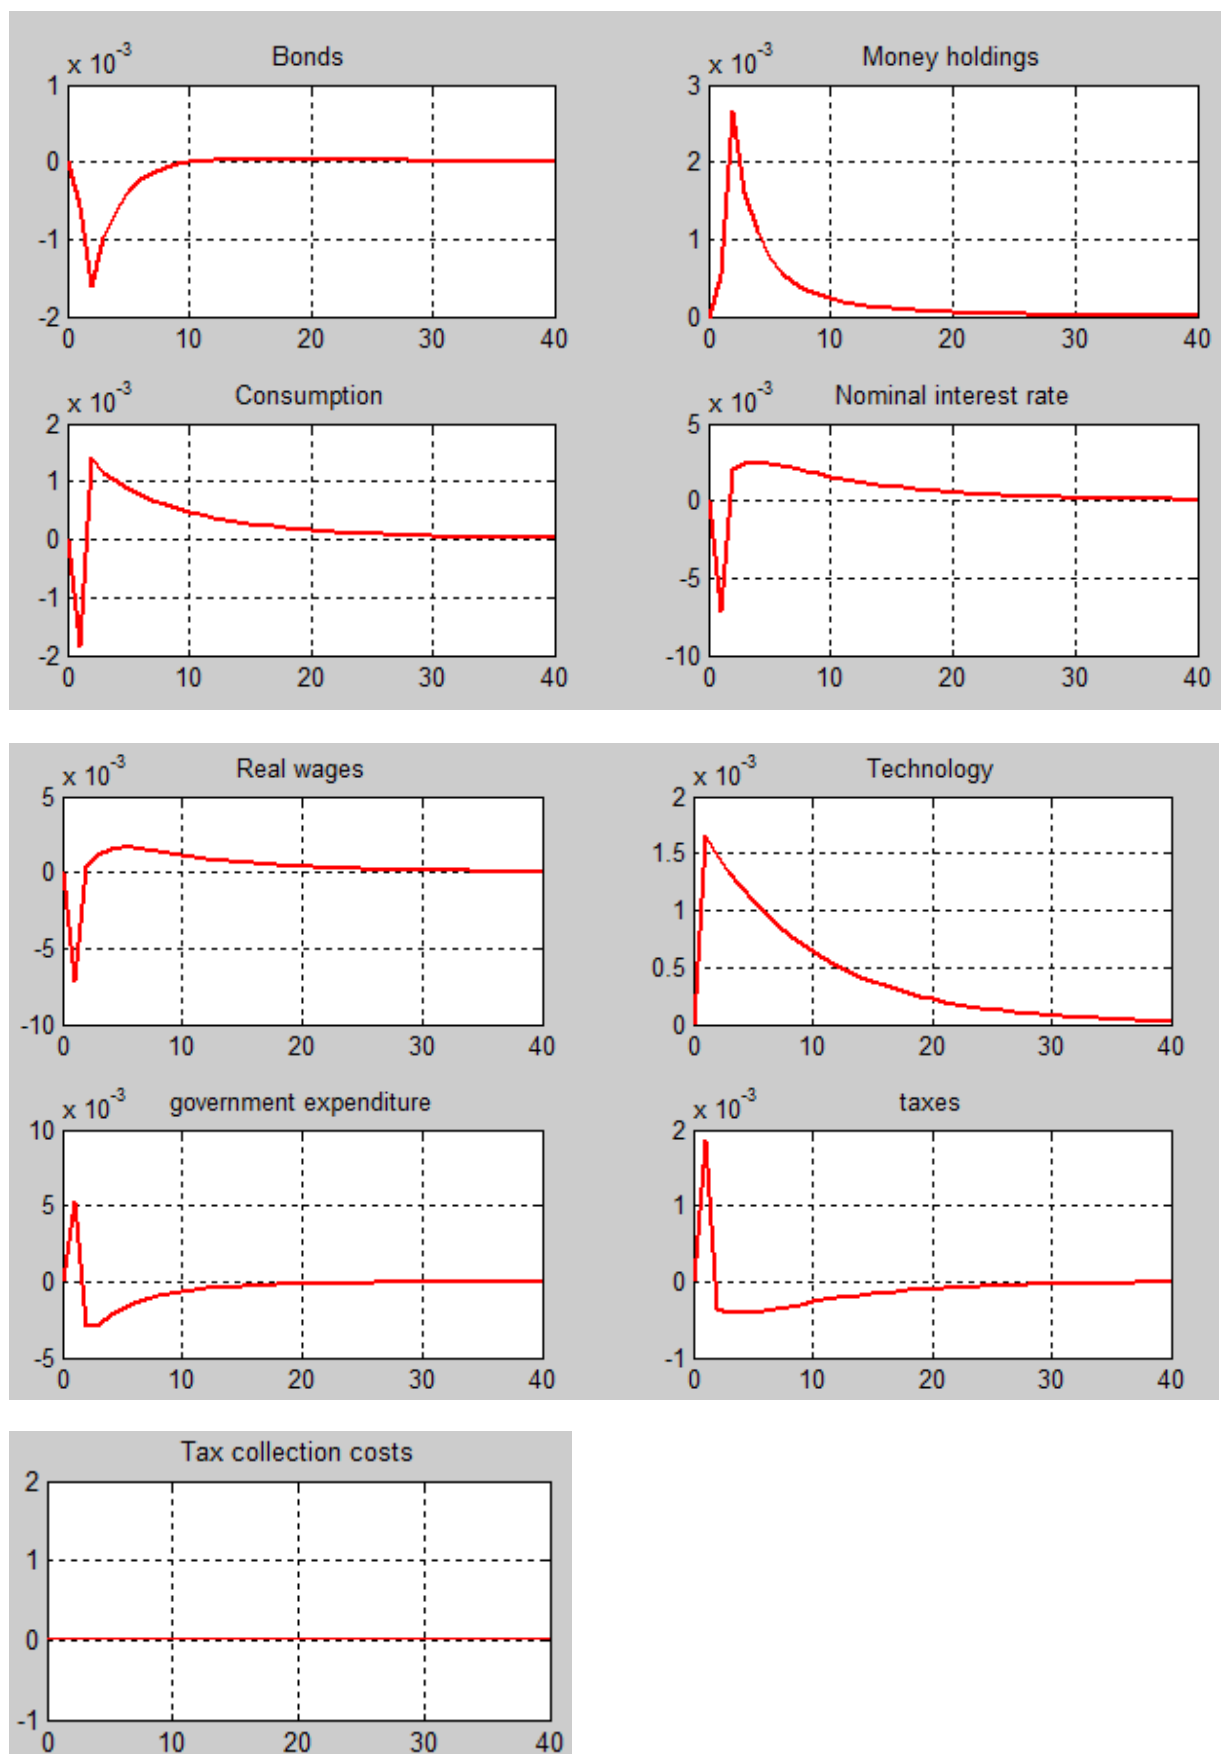 Bonds
x 10^-3
1
0
-1
-2
0 10 20 30 40
Money holdings
x 10^-3
3
2
1
0
0 10 20 30 40
Consumption
x 10^-3
2
1
0
-1
-2
0 10 20 30 40
Nominal interest rate
x 10^-3
5
0
-5
-10
0 10 20 30 40
Real wages
x 10^-3
5
0
-5
-10
0 10 20 30 40
Technology
x 10^-3
2
1.5
1
0.5
0
0 10 20 30 40
government expenditure
x 10^-3
10
5
0
-5
0 10 20 30 40
taxes
x 10^-3
2
1
0
-1
0 10 20 30 40
Tax collection costs
2
1
0
-1
0 10 20 30 40